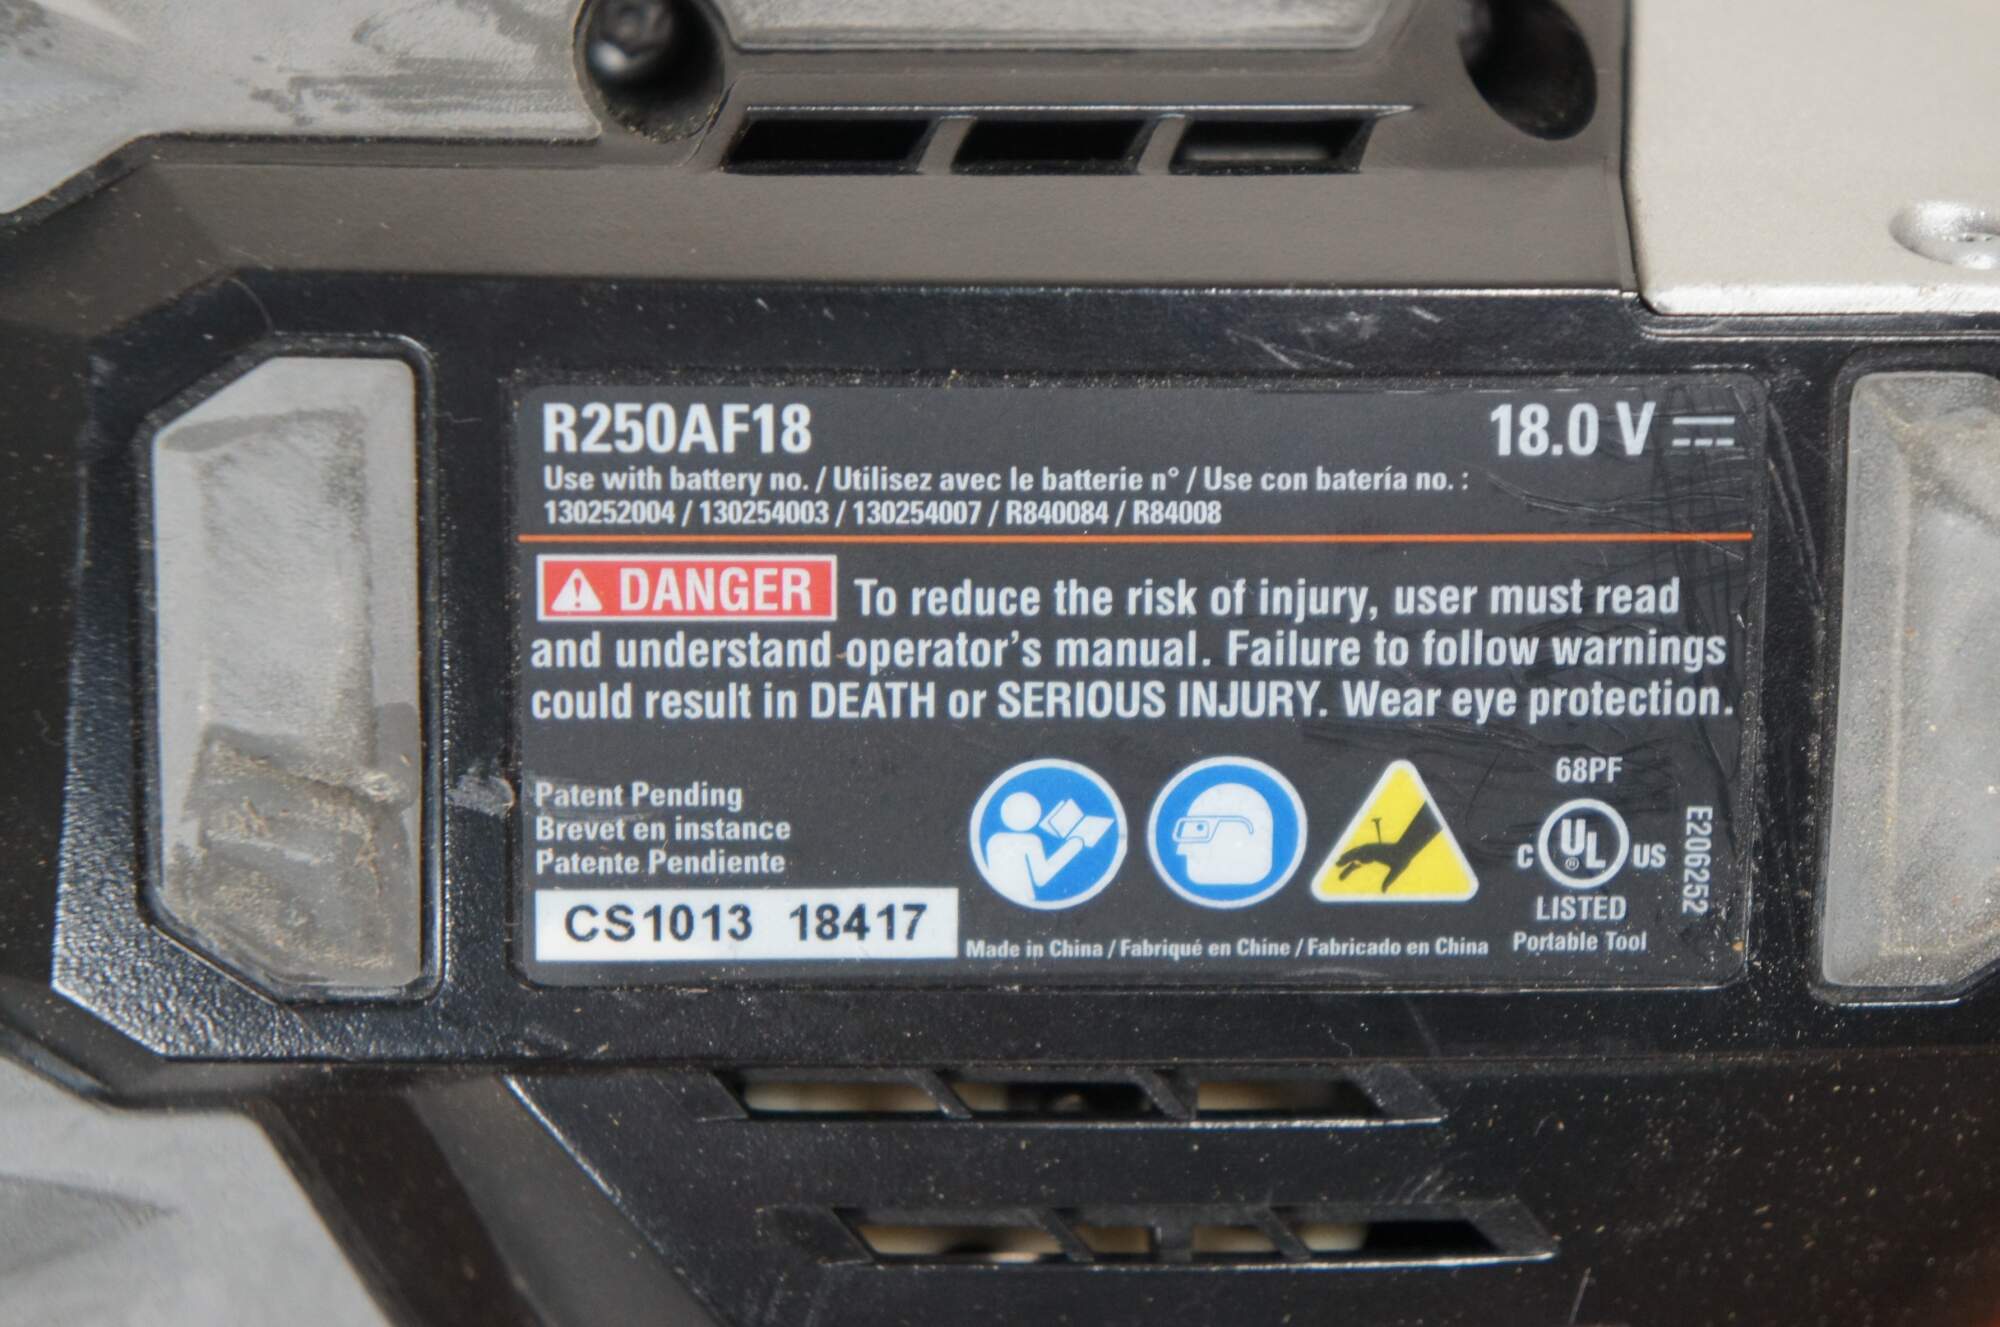 R250AF18 18.0 V
Use with battery no. / Utilisez avec le batterie n° / Use con batería no. :
130252004 / 130254003 / 130254007 / R840084 / R84008
DANGER To reduce the risk of injury, user must read
and understand operator's manual. Failure to follow warnings
could result in DEATH or SERIOUS INJURY. Wear eye protection.
Patent Pending
Brevet en instance
Patente Pendiente
CS1013 18417
Made in China / Fabriqué en Chine / Fabricado en China
68PF
C UL ® US
LISTED
Portable Tool
E206252